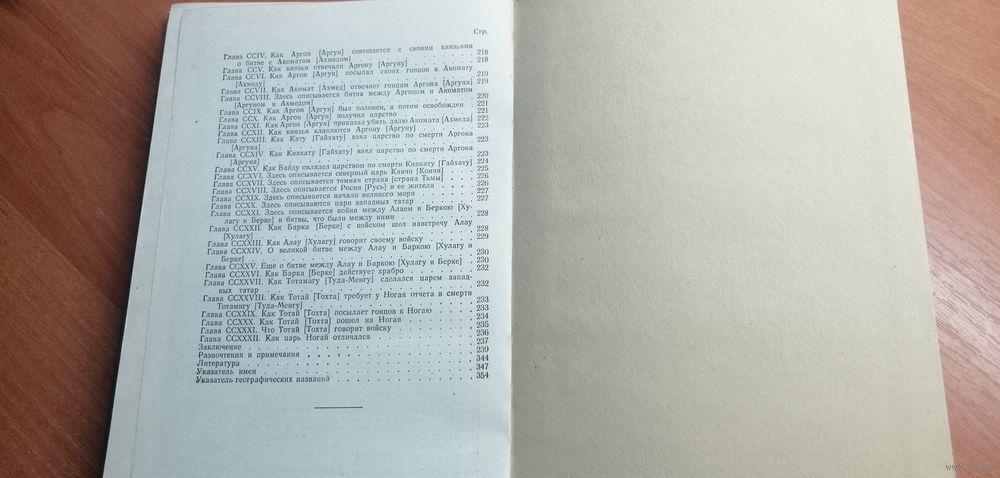 Стр.
Глава CCIV. Как Аргон [Аргун] совещается с своими князьями
о битве с Акоматом [Ахмедом] . . . . . . . 218
Глава CCV. Как князья отвечали Аргону [Аргуну] . . . . 218
Глава CCVI. Как Аргон [Аргун] посылал своих гонцов к Акомату
[Ахмеду] . . . . . . . . . . . . 219
Глава CCVII. Как Акомат [Ахмед] отвечает гонцам Аргона [Аргуна] 219
Глава CCVIII. Здесь описывается битва между Аргоном и Акоматом
[Аргуном и Ахмедом] . . . . . . . . . 220
Глава CCIX. Как Аргон [Аргун] был полонен, а потом освобожден . 221
Глава CCX. Как Аргон [Аргун] получил царство . . . . . 221
Глава CCXI. Как Аргон [Аргун] приказал убить дядю Акомата [Ахмеда] 222
Глава CCXII. Как князья кланяются Аргону [Аргуну] . . . . 223
Глава CCXIII. Как Кату [Гайхату] взял царство по смерти Аргона
[Аргуна] . . . . . . . . . . . . 223
Глава CCXIV. Как Киакату [Гайхату] взял царство по смерти Аргона
[Аргуна] . . . . . . . . . . . . 223
Глава CCXV. Как Байду овладел царством по смерти Киакату [Гайхату] 224
Глава CCXVI. Здесь описывается северный царь Канчи [Кончи] . . 225
Глава CCXVII. Здесь описывается темная страна [страна Тьмы] . . 226
Глава CCXVIII. Здесь описывается Росия [Русь] и ее жители . . . 226
Глава CCXIX. Здесь описывается начало великого моря . . . . 227
Глава CCXX. Здесь описываются цари западных татар . . . . 227
Глава CCXXI. Здесь описывается война между Алаем и Беркою [Ху-
лагу и Берке] и битвы, что были между ними . . . . . 228
Глава CCXXII. Как Барка [Берке] с войском шел навстречу Алау
[Хулагу] . . . . . . . . . . . . 228
Глава CCXXIII. Как Алау [Хулагу] говорит своему войску . . . 229
Глава CCXXIV. О великой битве между Алау и Баркою [Хулагу и
Берке] . . . . . . . . . . . . 230
Глава CCXXV. Еще о битве между Алау и Баркою [Хулагу и Берке] . 230
Глава CCXXVI. Как Барка [Берке] действует храбро . . . . 232
Глава CCXXVII. Как Тотамагу [Туда-Менгу] сделался царем запад-
ных татар . . . . . . . . . . . . 232
Глава CCXXVIII. Как Тотай [Тохта] требует у Ногая отчета в смерти
Тотамигу [Туда-Менгу] . . . . . . . . . 233
Глава CCXXIX. Как Тотай [Тохта] посылает гонцов к Ногаю . . . 233
Глава CCXXX. Как Тотай [Тохта] пошел на Ногая . . . . . 234
Глава CCXXXI. Что Тотай [Тохта] говорит войску . . . . . 235
Глава CCXXXII. Как царь Ногай отличался . . . . . . 236
Заключение . . . . . . . . . . . . 237
Разночтения и примечания . . . . . . . . . 239
Литература . . . . . . . . . . . . 344
Указатель имен . . . . . . . . . . . 347
Указатель географических названий . . . . . . . . 354